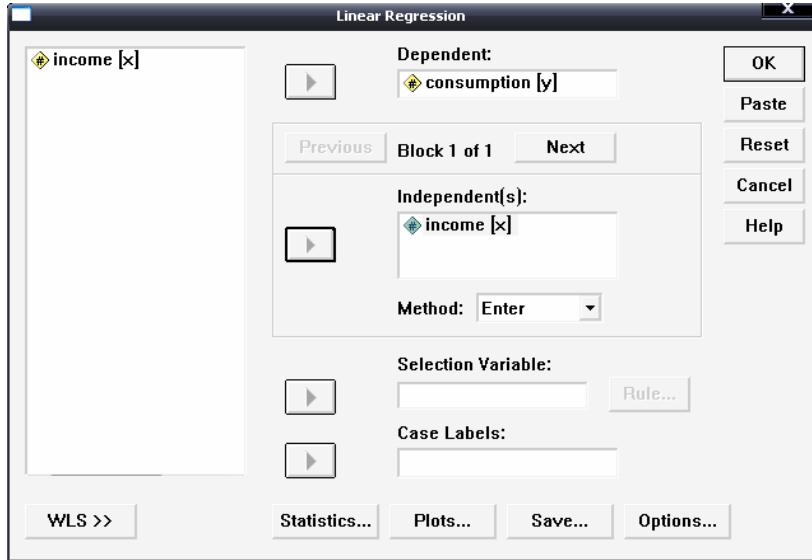 Linear Regression
X
income [x]
Dependent:
consumption [y]
Previous
Block 1 of 1
Next
Independent(s):
income [x]
Method:
Enter
Selection Variable:
Rule...
Case Labels:
OK
Paste
Reset
Cancel
Help
WLS >>
Statistics...
Plots...
Save...
Options...